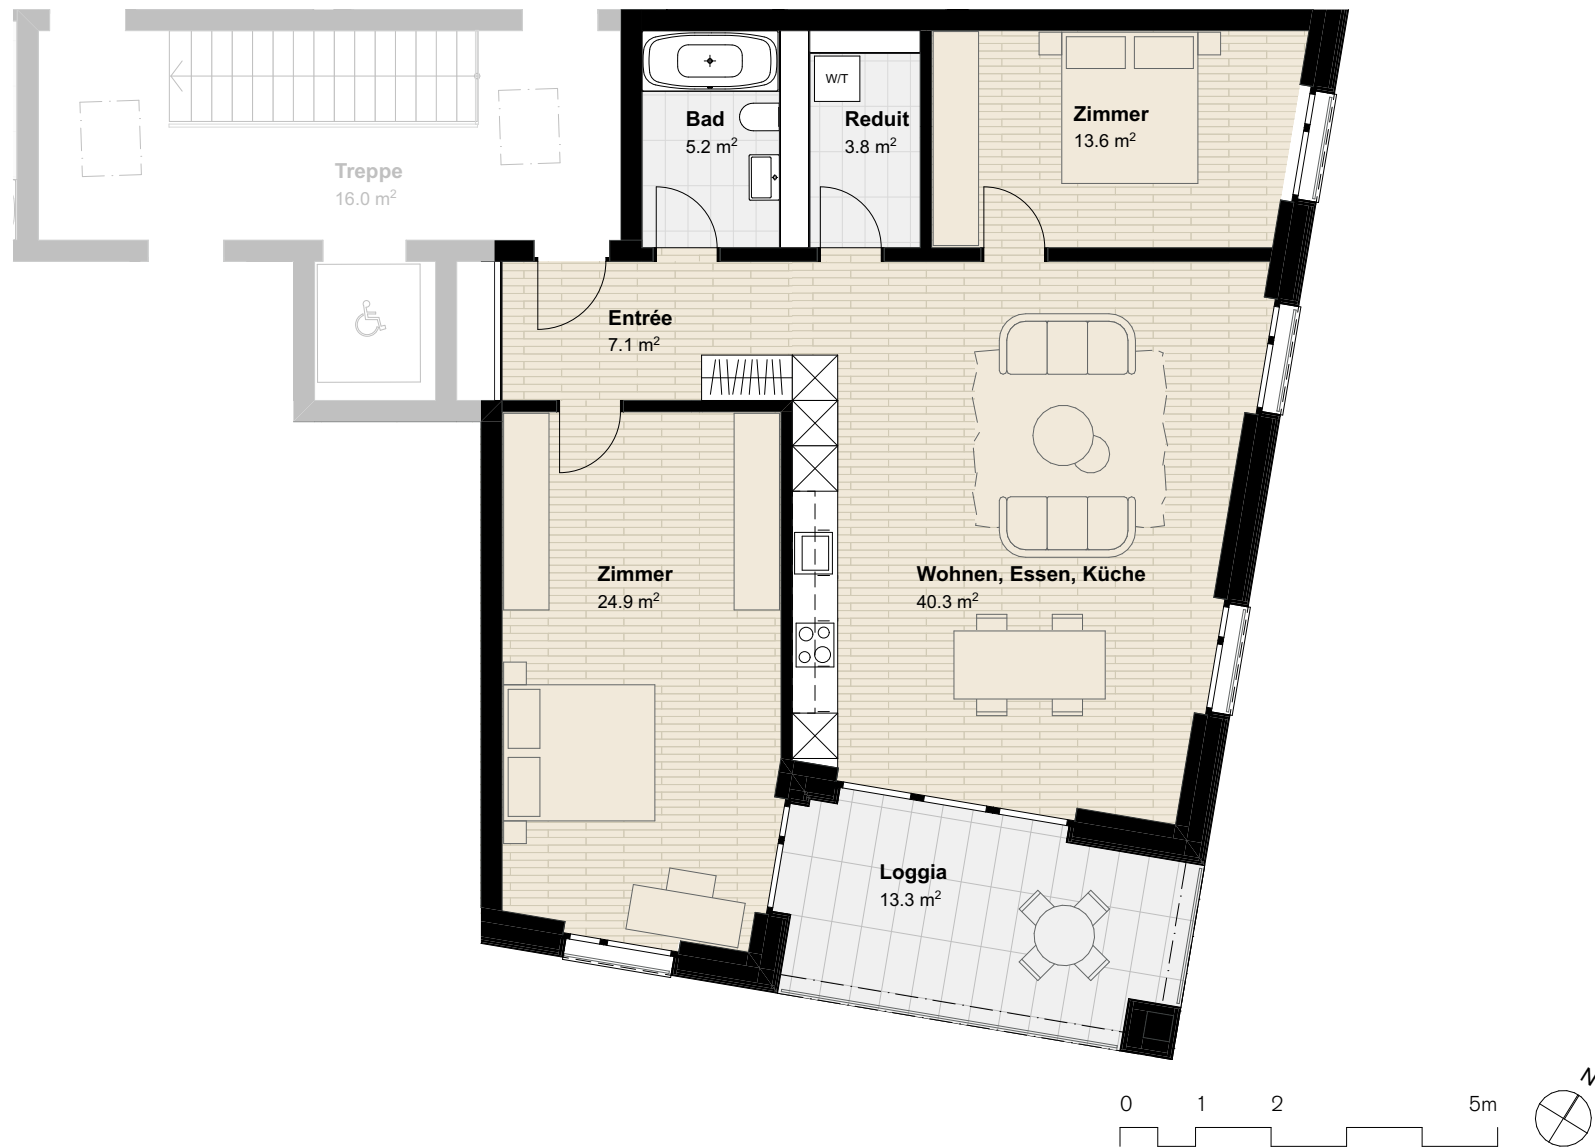 Bad
5.2 m²
Reduit
3.8 m²
W/T
Zimmer
13.6 m²
Treppe
16.0 m²
Entrée
7.1 m²
Zimmer
24.9 m²
Wohnen, Essen, Küche
40.3 m²
Loggia
13.3 m²
0 1 2 5m
N